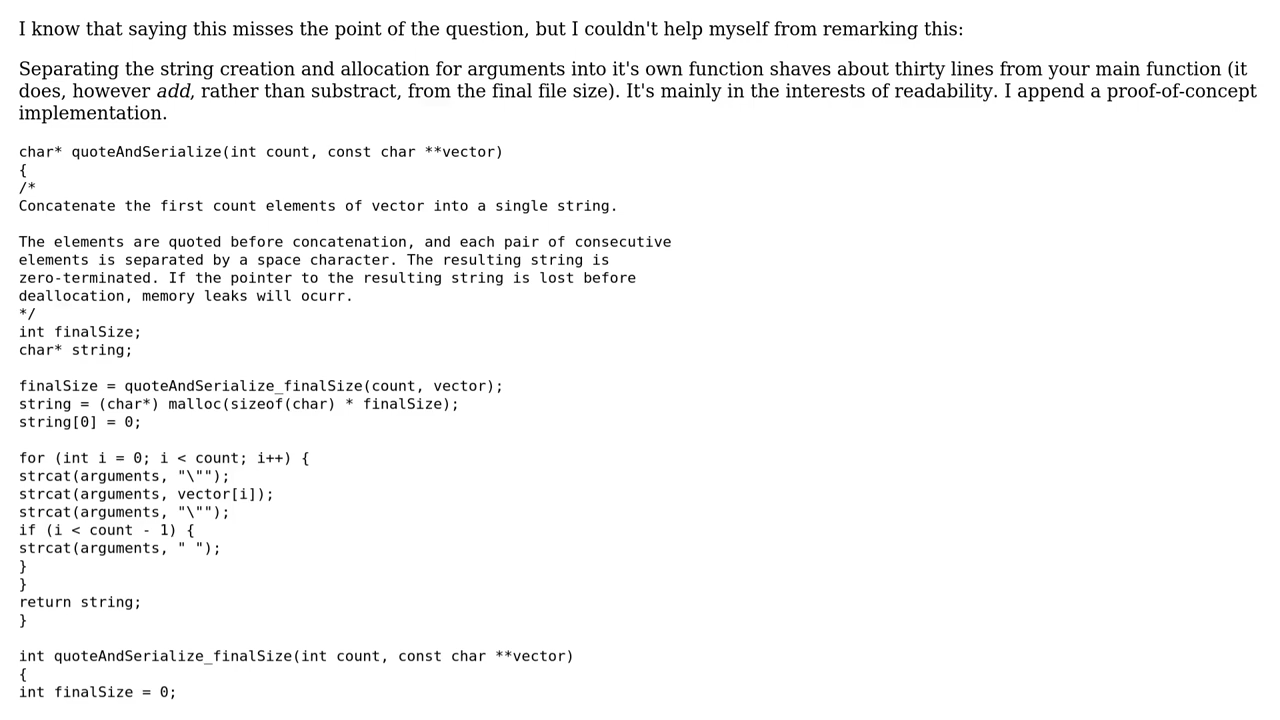 I know that saying this misses the point of the question, but I couldn't help myself from remarking this:
Separating the string creation and allocation for arguments into it's own function shaves about thirty lines from your main function (it
does, however add, rather than substract, from the final file size). It's mainly in the interests of readability. I append a proof-of-concept
implementation.
char* quoteAndSerialize(int count, const char **vector)
{
/*
Concatenate the first count elements of vector into a single string.
The elements are quoted before concatenation, and each pair of consecutive
elements is separated by a space character. The resulting string is
zero-terminated. If the pointer to the resulting string is lost before
deallocation, memory leaks will ocurr.
*/
int finalSize;
char* string;
finalSize = quoteAndSerialize_finalSize(count, vector);
string = (char*) malloc(sizeof(char) * finalSize);
string[0] = 0;
for (int i = 0; i < count; i++) {
strcat(arguments, "\"");
strcat(arguments, vector[i]);
strcat(arguments, "\"");
if (i < count - 1) {
strcat(arguments, " ");
}
}
return string;
}
int quoteAndSerialize_finalSize(int count, const char **vector)
{
int finalSize = 0;